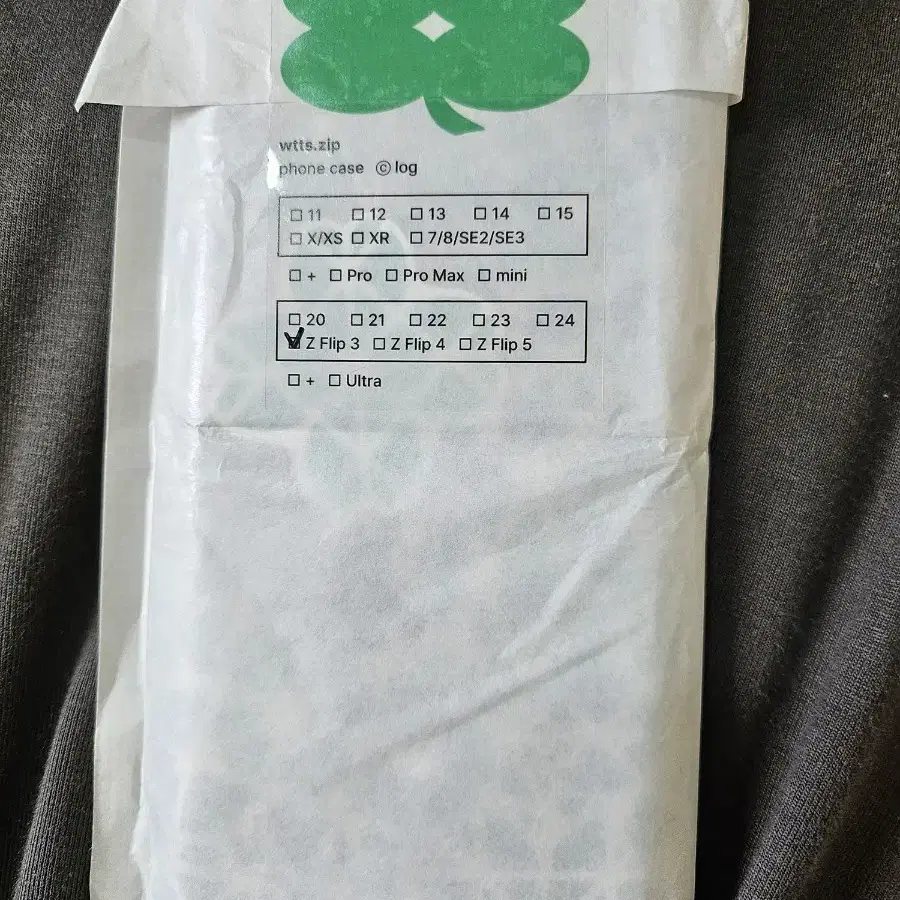 wtts.zip
phone case ⓒ log
☐ 11 ☐ 12 ☐ 13 ☐ 14 ☐ 15
☐ X/XS ☐ XR ☐ 7/8/SE2/SE3
☐ + ☐ Pro ☐ Pro Max ☐ mini
☐ 20 ☐ 21 ☐ 22 ☐ 23 ☐ 24
☑ Z Flip 3 ☐ Z Flip 4 ☐ Z Flip 5
☐ + ☐ Ultra